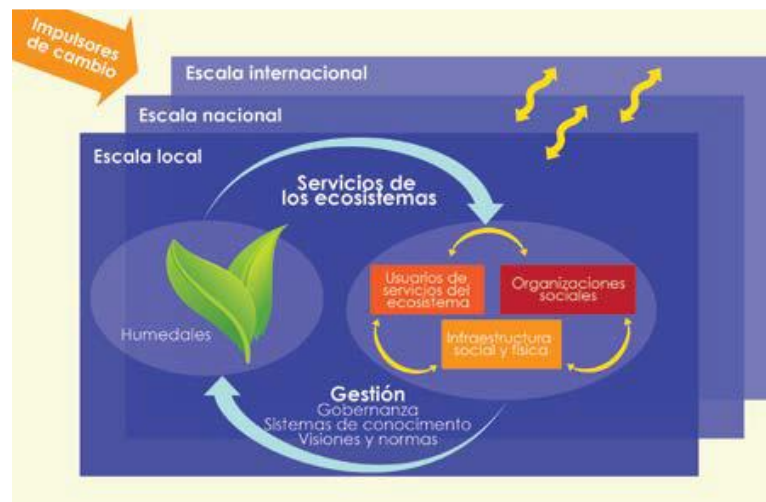 Impulsores
de cambio
Escala internacional
Escala nacional
Escala local
Servicios de
los ecosistemas
Usuarios de
servicios del
ecosistema
Organizaciones
sociales
Infraestructura
social y física
Humedales
Gestión
Gobernanza
Sistemas de conocimiento
Visiones y normas